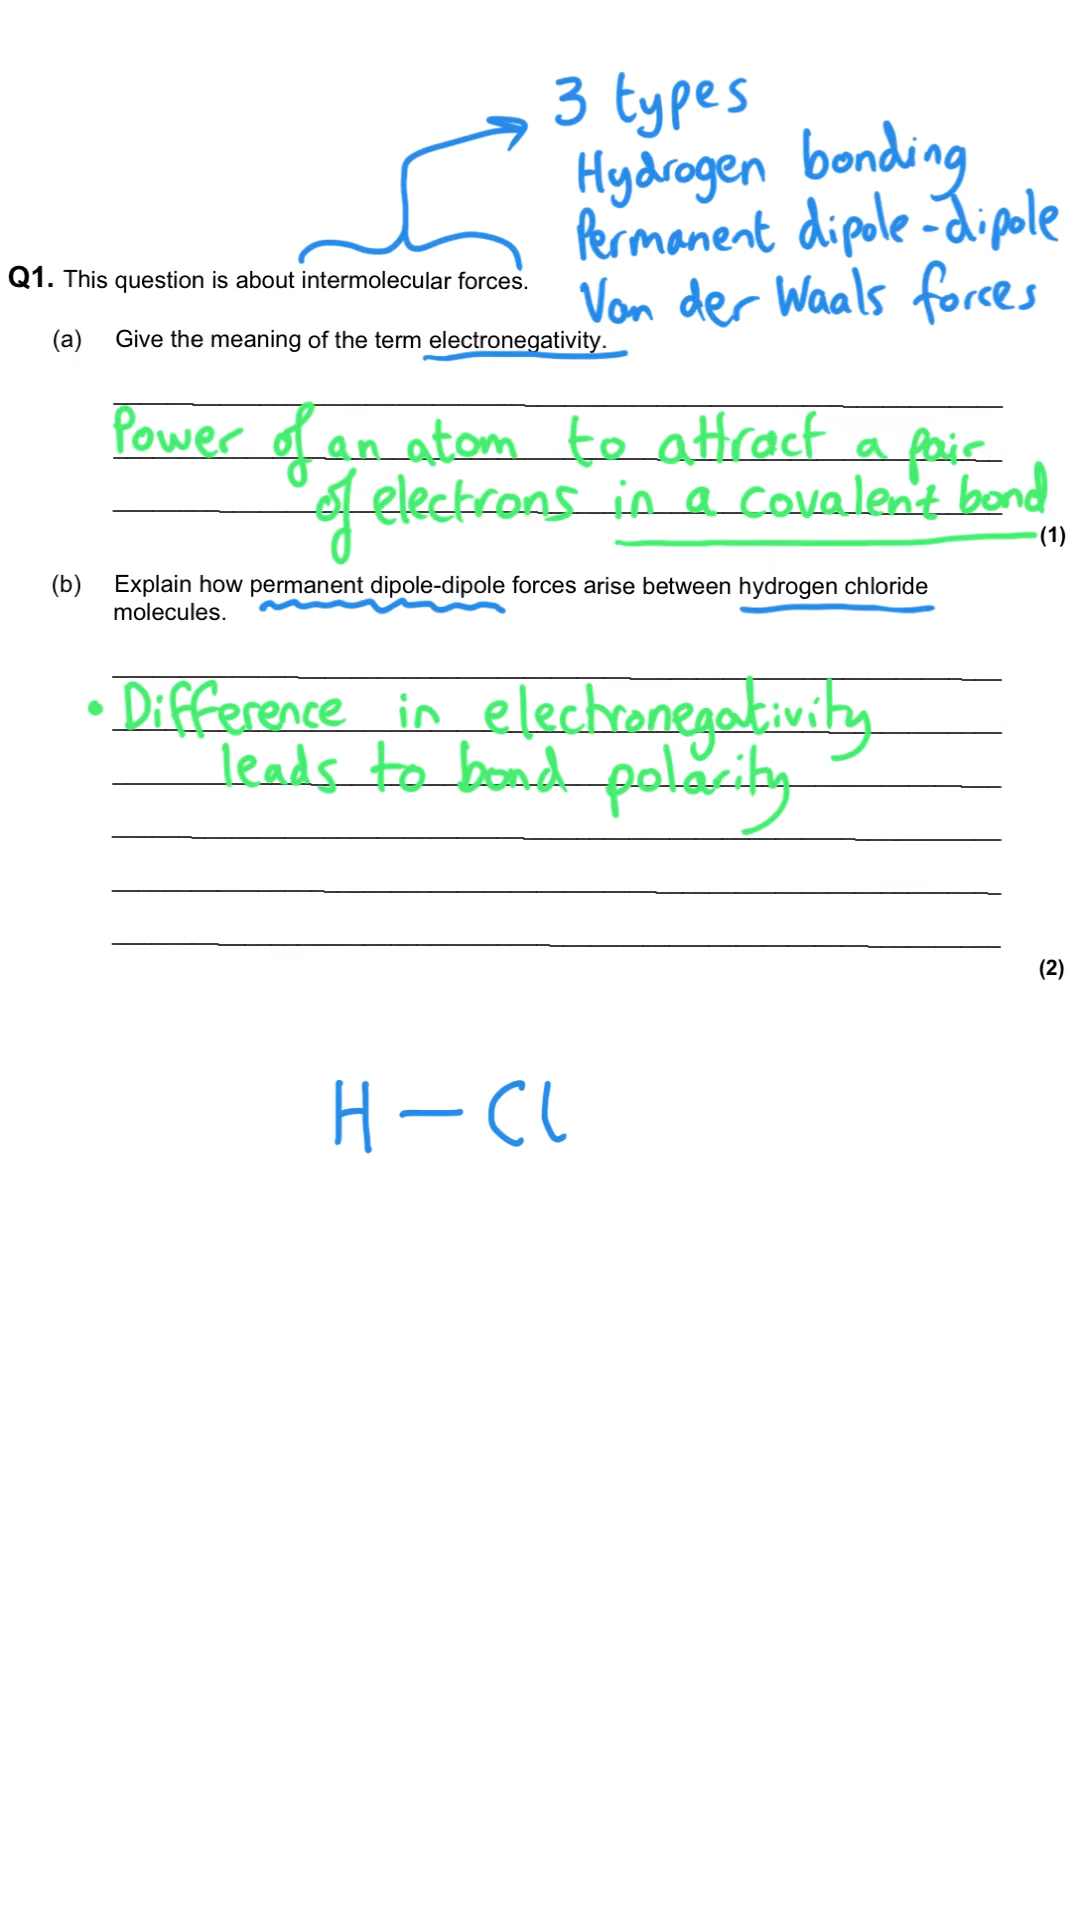 3 types
Hydrogen bonding
Permanent dipole-dipole
Van der Waals forces
Q1. This question is about intermolecular forces.
(a) Give the meaning of the term electronegativity.
Power of an atom to attract a pair
of electrons in a covalent bond
(1)
(b) Explain how permanent dipole-dipole forces arise between hydrogen chloride
molecules.
• Difference in electronegativity
leads to bond polarity
(2)
H — Cl